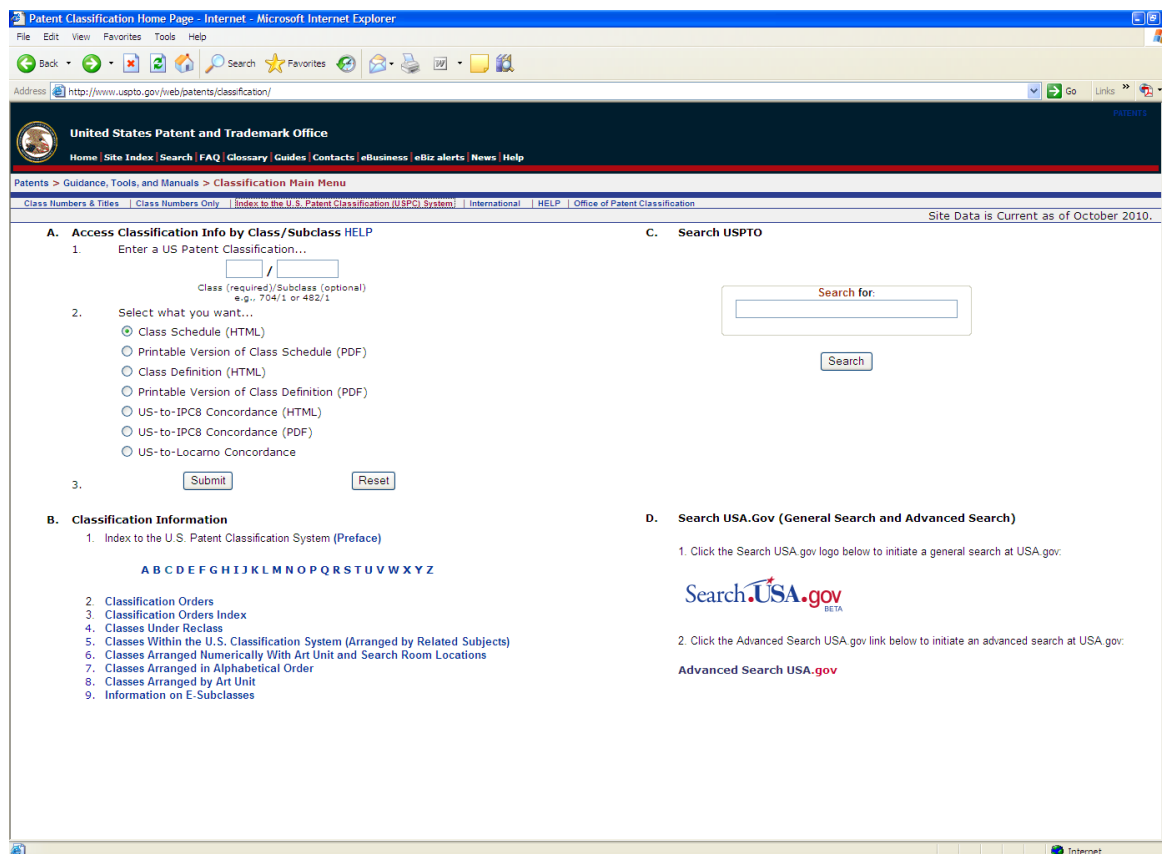 Patent Classification Home Page - Internet - Microsoft Internet Explorer
File Edit View Favorites Tools Help
Back Search Favorites
Address http://www.uspto.gov/web/patents/classification/ Go Links »
PATENTS
United States Patent and Trademark Office
Home | Site Index | Search | FAQ | Glossary | Guides | Contacts | eBusiness | eBiz alerts | News | Help
Patents > Guidance, Tools, and Manuals > Classification Main Menu
Class Numbers & Titles | Class Numbers Only | Index to the U.S. Patent Classification (USPC) System | International | HELP | Office of Patent Classification
Site Data is Current as of October 2010.
A. Access Classification Info by Class/Subclass HELP
1. Enter a US Patent Classification...
/
Class (required)/Subclass (optional)
e.g., 704/1 or 482/1
2. Select what you want...
Class Schedule (HTML)
Printable Version of Class Schedule (PDF)
Class Definition (HTML)
Printable Version of Class Definition (PDF)
US-to-IPC8 Concordance (HTML)
US-to-IPC8 Concordance (PDF)
US-to-Locarno Concordance
3. Submit Reset
C. Search USPTO
Search for:
Search
B. Classification Information
1. Index to the U.S. Patent Classification System (Preface)
A B C D E F G H I J K L M N O P Q R S T U V W X Y Z
2. Classification Orders
3. Classification Orders Index
4. Classes Under Reclass
5. Classes Within the U.S. Classification System (Arranged by Related Subjects)
6. Classes Arranged Numerically With Art Unit and Search Room Locations
7. Classes Arranged in Alphabetical Order
8. Classes Arranged by Art Unit
9. Information on E-Subclasses
D. Search USA.Gov (General Search and Advanced Search)
1. Click the Search USA.gov logo below to initiate a general search at USA.gov:
Search.USA.gov
BETA
2. Click the Advanced Search USA.gov link below to initiate an advanced search at USA.gov:
Advanced Search USA.gov
Internet